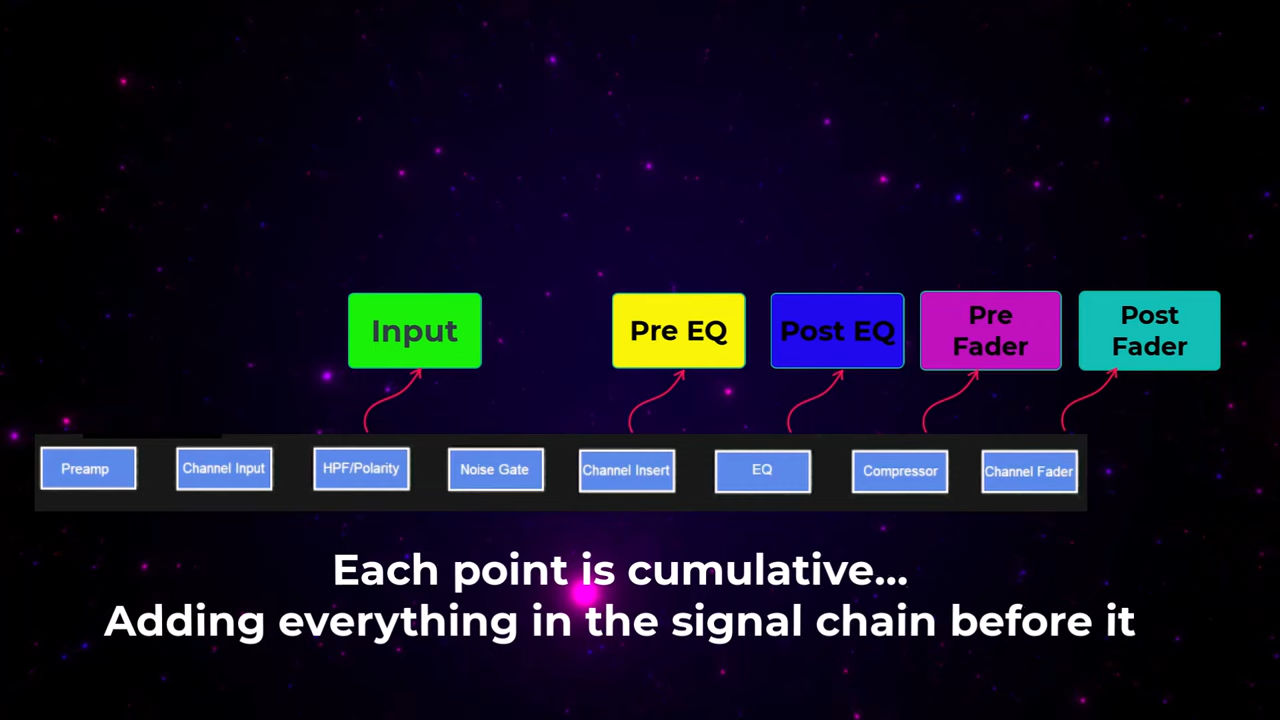 Input
Pre EQ
Post EQ
Pre
Fader
Post
Fader
Preamp
Channel Input
HPF/Polarity
Noise Gate
Channel Insert
EQ
Compressor
Channel Fader
Each point is cumulative...
Adding everything in the signal chain before it